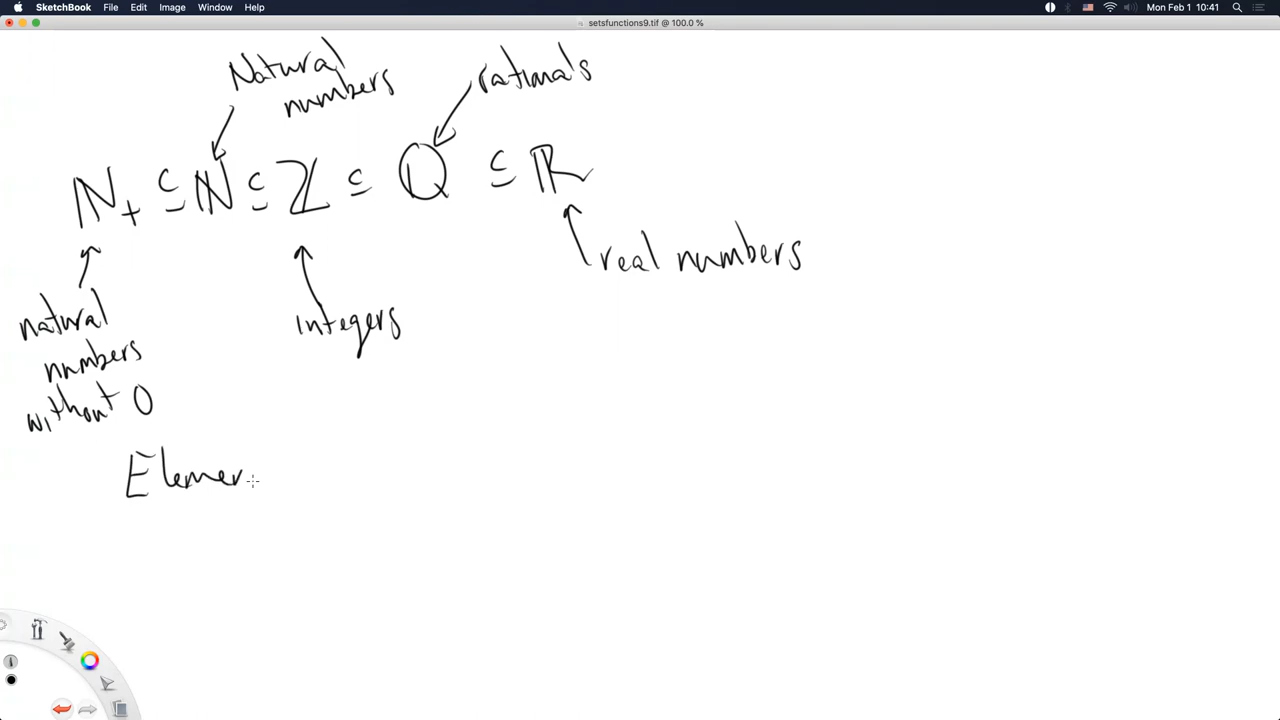 SketchBook File Edit Image Window Help Mon Feb 1 10:41
setsfunctions9.tif @ 100.0 %
Natural
numbers
rationals
ℕ₊ ⊆ ℕ ⊆ ℤ ⊆ ℚ ⊆ ℝ
real numbers
natural
numbers
without 0
integers
Elemer